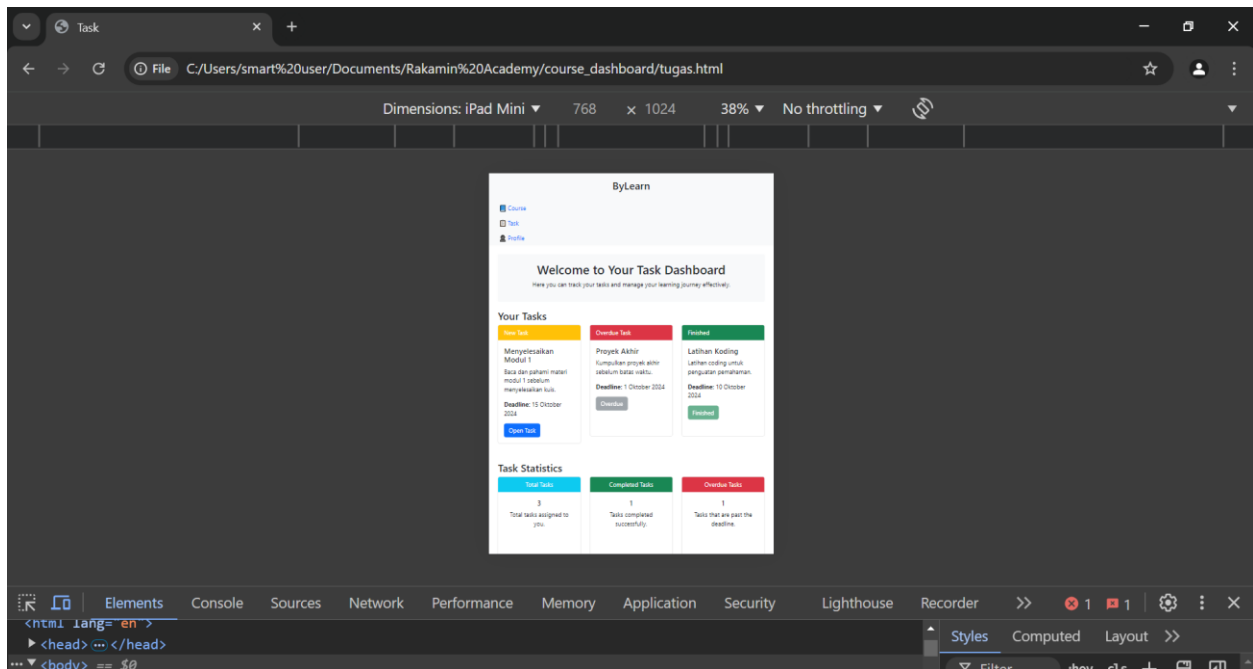 Task
File C:/Users/smart%20user/Documents/Rakamin%20Academy/course_dashboard/tugas.html
Dimensions: iPad Mini 768 × 1024 38% No throttling
ByLearn
Course
Task
Profile
Welcome to Your Task Dashboard
Here you can track your tasks and manage your learning journey effectively.
Your Tasks
New Task
Menyelesaikan
Modul 1
Baca dan pahami materi
modul 1 sebelum
menyelesaikan kuis.
Deadline: 15 Oktober
2024
Open Task
Overdue Task
Proyek Akhir
Kumpulkan proyek akhir
sebelum batas waktu.
Deadline: 1 Oktober 2024
Overdue
Finished
Latihan Koding
Latihan coding untuk
penguatan pemahaman.
Deadline: 10 Oktober
2024
Finished
Task Statistics
Total Tasks
3
Total tasks assigned to
you.
Completed Tasks
1
Tasks completed
successfully.
Overdue Tasks
1
Tasks that are past the
deadline.
Elements Console Sources Network Performance Memory Application Security Lighthouse Recorder 1 1
<html lang="en">
<head> ... </head>
... <body> == $0
Styles Computed Layout
Filter :hov .cls